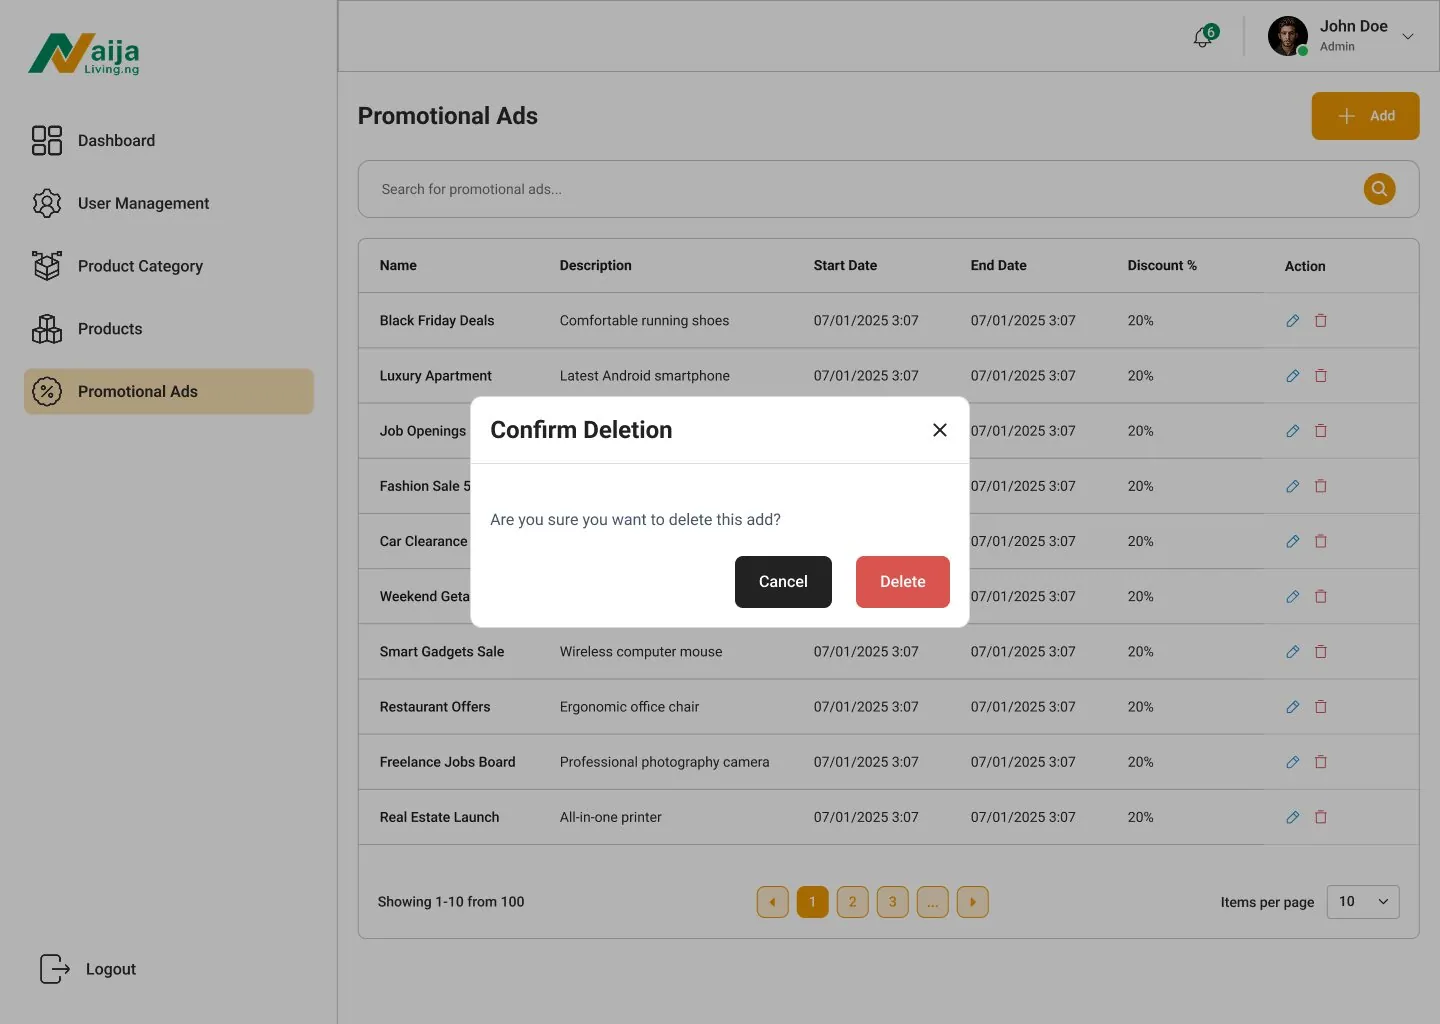 Naija
Living.ng
Dashboard
User Management
Product Category
Products
Promotional Ads
Logout
6
John Doe
Admin
Promotional Ads
Add
Search for promotional ads...
Name Description Start Date End Date Discount % Action
Black Friday Deals Comfortable running shoes 07/01/2025 3:07 07/01/2025 3:07 20%
Luxury Apartment Latest Android smartphone 07/01/2025 3:07 07/01/2025 3:07 20%
Job Openings 07/01/2025 3:07 20%
Fashion Sale 5 07/01/2025 3:07 20%
Car Clearance 07/01/2025 3:07 20%
Weekend Geta 07/01/2025 3:07 20%
Smart Gadgets Sale Wireless computer mouse 07/01/2025 3:07 07/01/2025 3:07 20%
Restaurant Offers Ergonomic office chair 07/01/2025 3:07 07/01/2025 3:07 20%
Freelance Jobs Board Professional photography camera 07/01/2025 3:07 07/01/2025 3:07 20%
Real Estate Launch All-in-one printer 07/01/2025 3:07 07/01/2025 3:07 20%
Confirm Deletion
Are you sure you want to delete this add?
Cancel Delete
Showing 1-10 from 100 1 2 3 ... Items per page 10